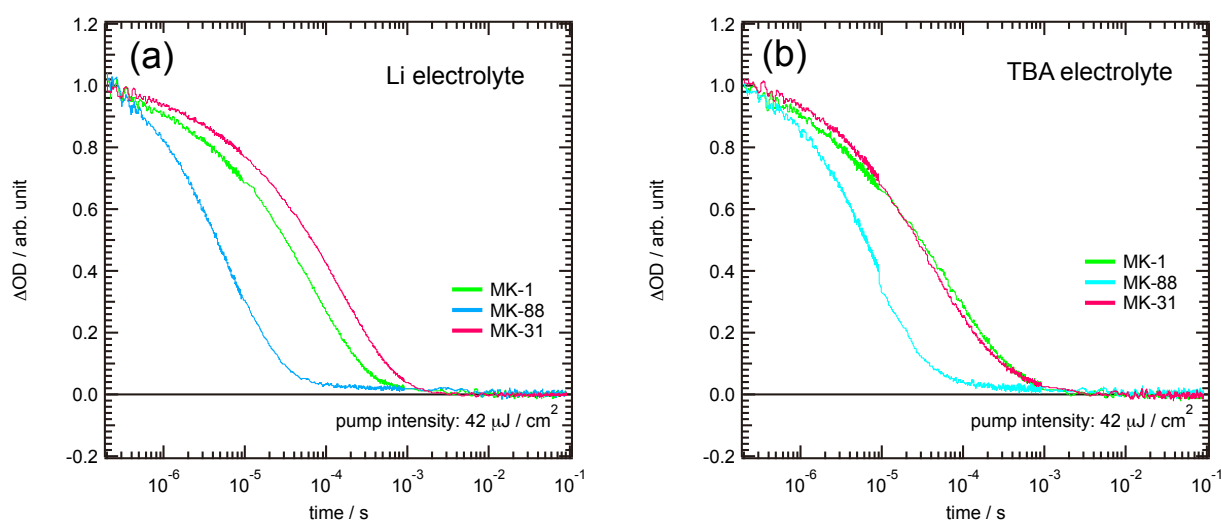 (a)
Li electrolyte
1.2
1.0
0.8
0.6
0.4
0.2
0.0
-0.2
ΔOD / arb. unit
MK-1
MK-88
MK-31
pump intensity: 42 μJ / cm²
10⁻⁶ 10⁻⁵ 10⁻⁴ 10⁻³ 10⁻² 10⁻¹
time / s
(b)
TBA electrolyte
1.2
1.0
0.8
0.6
0.4
0.2
0.0
-0.2
ΔOD / arb. unit
MK-1
MK-88
MK-31
pump intensity: 42 μJ / cm²
10⁻⁶ 10⁻⁵ 10⁻⁴ 10⁻³ 10⁻² 10⁻¹
time / s